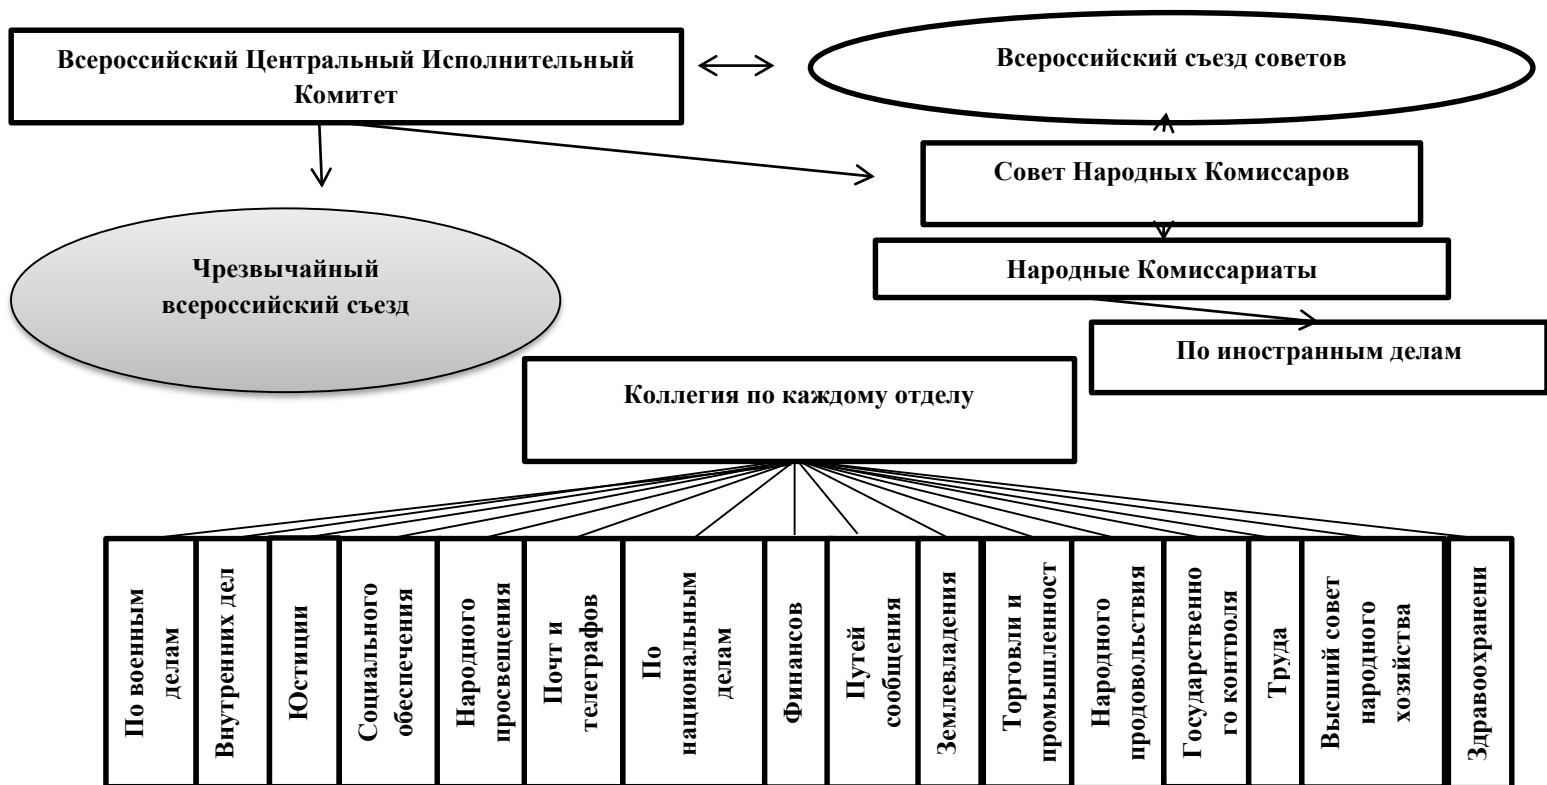 Всероссийский Центральный Исполнительный
Комитет
Всероссийский съезд советов
Совет Народных Комиссаров
Чрезвычайный
всероссийский съезд
Народные Комиссариаты
По иностранным делам
Коллегия по каждому отделу
По военным
делам
Внутренних дел
Юстиции
Социального
обеспечения
Народного
просвещения
Почт и
телеграфов
По
национальным
делам
Финансов
Путей
сообщения
Землевладения
Торговли и
промышленност
Народного
продовольствия
Государственно
го контроля
Труда
Высший совет
народного
хозяйства
Здравоохранени